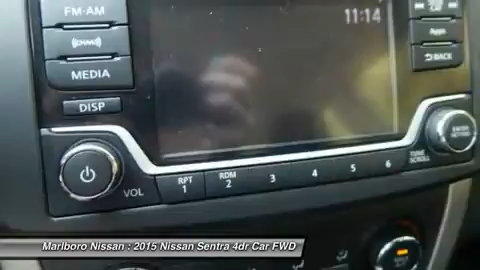 FM-AM
11:14
Apps
BACK
MEDIA
DISP
VOL
RPT
1
RDM
2
3
4
5
6
TUNE
SCROLL
Marlboro Nissan : 2015 Nissan Sentra 4dr Car FWD